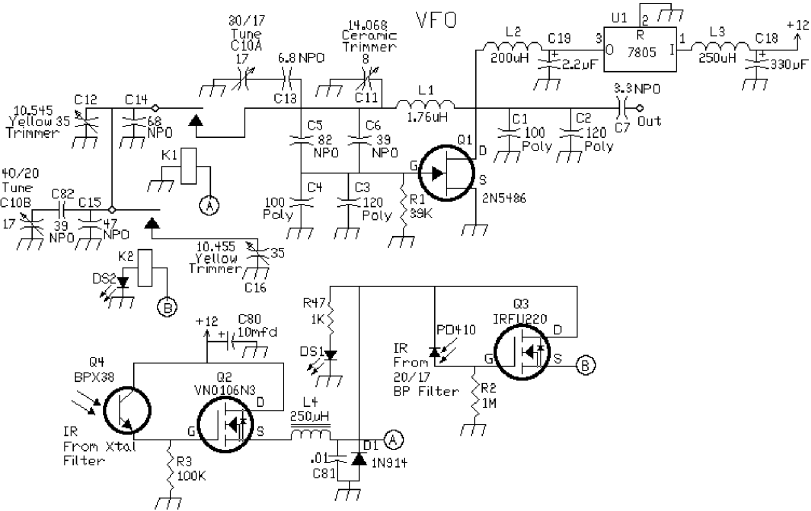 VFO
80/17
Tune
C10A
17
6.8 NPO
C13
14.068
Ceramic
Trimmer
8
C11
L1
1.76uH
L2
200uH
C19
2.2uF
3
O
U1
2
R
7805
I
1
L3
250uH
C18
330uF
+12
3.3NPO
C7
Out
10.545
Yellow
Trimmer
35
C12
C14
68
NPO
K1
A
C5
82
NPO
C6
39
NPO
C4
100
Poly
C3
120
Poly
R1
39K
G
Q1
D
S
2N5486
C1
100
Poly
C2
120
Poly
40/20
Tune
C10B
17
C82
39
NPO
C15
47
NPO
K2
DS2
B
10.455
Yellow
Trimmer
35
C16
+12
C80
10mfd
+
Q4
BPX38
IR
From Xtal
Filter
Q2
VN0106N3
D
G
S
R3
100K
L4
250uH
R47
1K
DS1
.01
C81
D1
1N914
A
IR
From
20/17
BP Filter
PD410
R2
1M
Q3
IRFU220
D
G
S
B